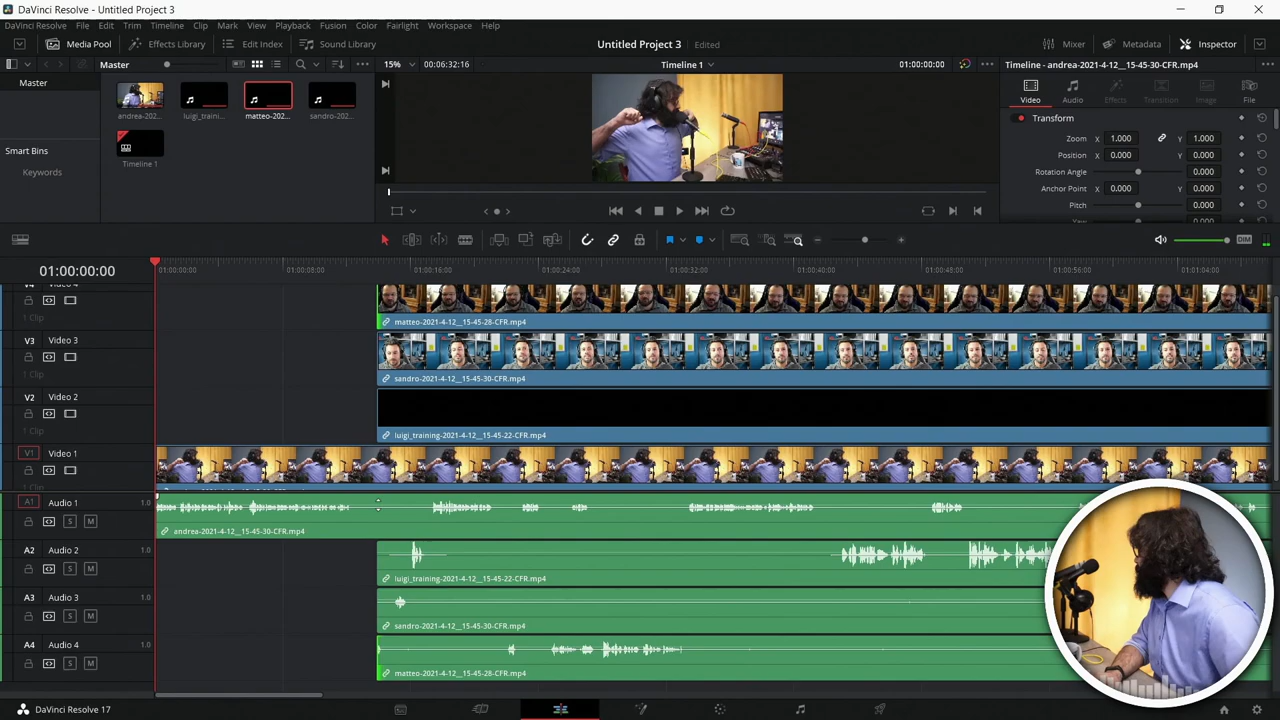 DaVinci Resolve - Untitled Project 3
DaVinci Resolve File Edit Trim Timeline Clip Mark View Playback Fusion Color Fairlight Workspace Help
Media Pool Effects Library Edit Index Sound Library Untitled Project 3 Edited Mixer Metadata Inspector
Master 15% 00:06:32:16 Timeline 1 01:00:00:00 Timeline - andrea-2021-4-12__15-45-30-CFR.mp4
Master
Smart Bins
Keywords
andrea-202... luigi_traini... matteo-202... sandro-202...
Timeline 1
Video Audio Effects Transition Image File
Transform
Zoom X 1.000 Y 1.000
Position X 0.000 Y 0.000
Rotation Angle 0.000
Anchor Point X 0.000 Y 0.000
Pitch 0.000
DIM
01:00:00:00
01:00:00:00 01:00:08:00 01:00:16:00 01:00:24:00 01:00:32:00 01:00:40:00 01:00:48:00 01:00:56:00 01:01:04:00
1 Clip
matteo-2021-4-12__15-45-28-CFR.mp4
V3 Video 3
1 Clip
sandro-2021-4-12__15-45-30-CFR.mp4
V2 Video 2
1 Clip
luigi_training-2021-4-12__15-45-22-CFR.mp4
V1 Video 1
A1 Audio 1 1.0
andrea-2021-4-12__15-45-30-CFR.mp4
S M
A2 Audio 2 1.0
luigi_training-2021-4-12__15-45-22-CFR.mp4
S M
A3 Audio 3 1.0
sandro-2021-4-12__15-45-30-CFR.mp4
S M
A4 Audio 4 1.0
matteo-2021-4-12__15-45-28-CFR.mp4
S M
DaVinci Resolve 17